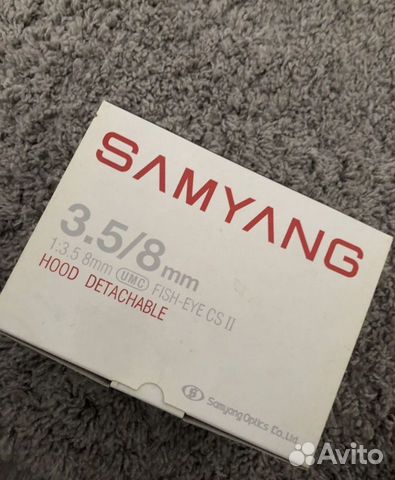 SAMYANG
3.5/8mm
1:3.5 8mm UMC FISH-EYE CS II
HOOD DETACHABLE
Samyang Optics Co.,Ltd.
Avito